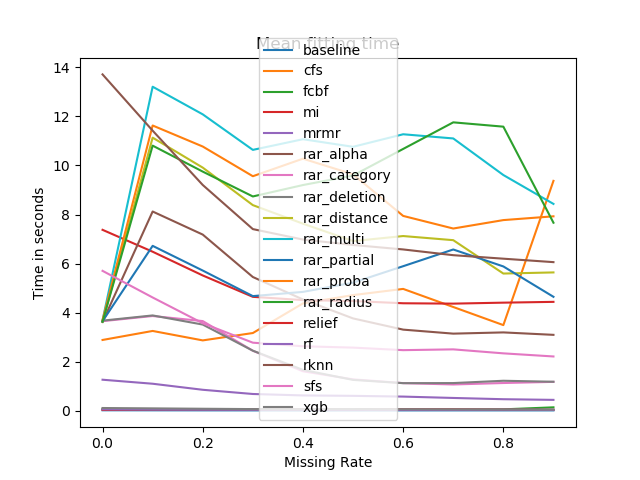 Mean fitting time
baseline
cfs
fcbf
mi
mrmr
rar_alpha
rar_category
rar_deletion
rar_distance
rar_multi
rar_partial
rar_proba
rar_radius
relief
rf
rknn
sfs
xgb
Time in seconds
14
12
10
8
6
4
2
0
0.0 0.2 0.4 0.6 0.8
Missing Rate